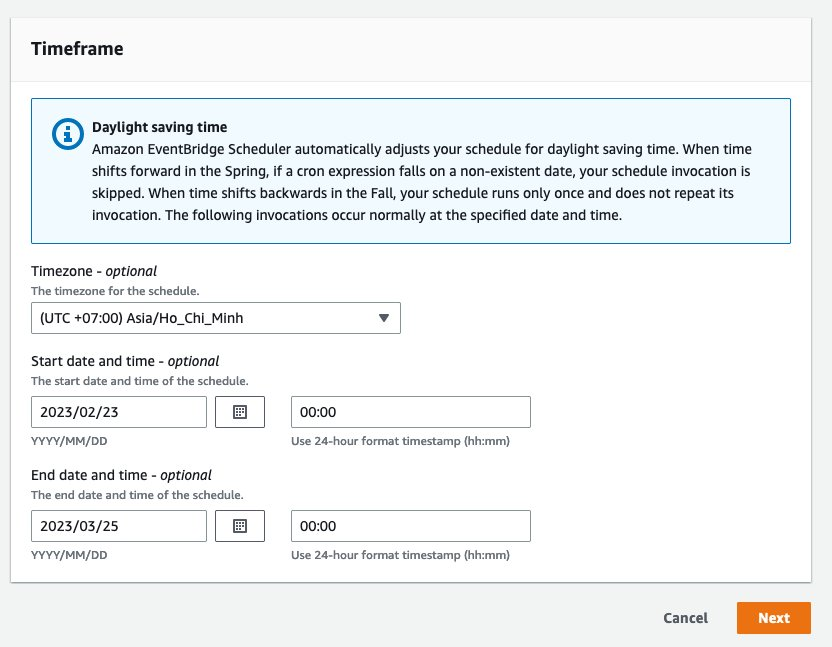 Timeframe
Daylight saving time
Amazon EventBridge Scheduler automatically adjusts your schedule for daylight saving time. When time
shifts forward in the Spring, if a cron expression falls on a non-existent date, your schedule invocation is
skipped. When time shifts backwards in the Fall, your schedule runs only once and does not repeat its
invocation. The following invocations occur normally at the specified date and time.
Timezone - optional
The timezone for the schedule.
(UTC +07:00) Asia/Ho_Chi_Minh
Start date and time - optional
The start date and time of the schedule.
2023/02/23 00:00
YYYY/MM/DD Use 24-hour format timestamp (hh:mm)
End date and time - optional
The end date and time of the schedule.
2023/03/25 00:00
YYYY/MM/DD Use 24-hour format timestamp (hh:mm)
Cancel Next